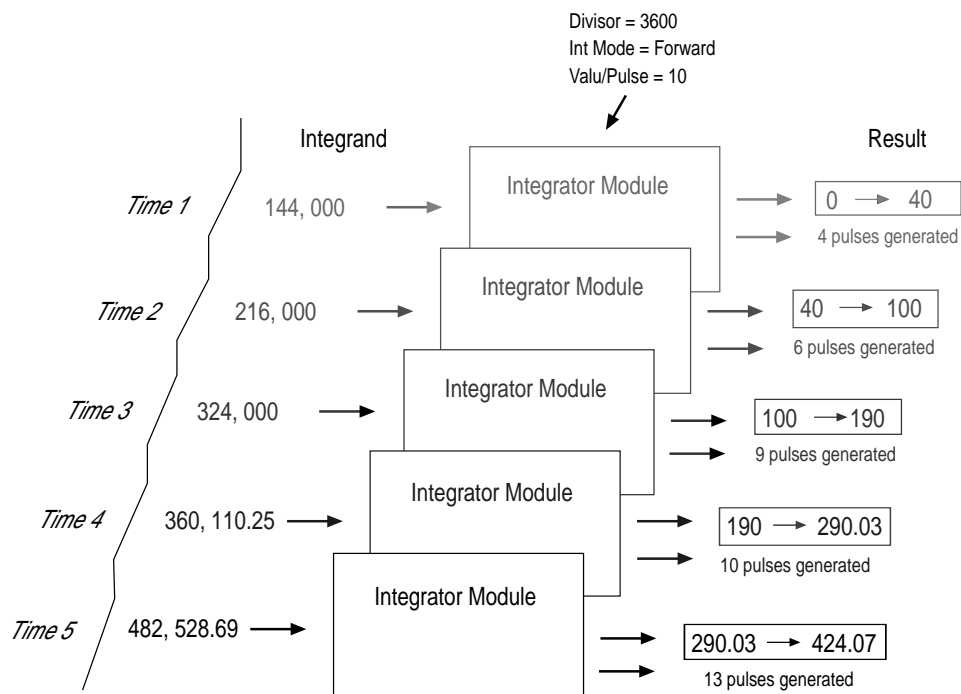 Divisor = 3600
Int Mode = Forward
Valu/Pulse = 10
Integrand
Result
Time 1
144, 000
Integrator Module
0 → 40
4 pulses generated
Time 2
216, 000
Integrator Module
40 → 100
6 pulses generated
Time 3
324, 000
Integrator Module
100 → 190
9 pulses generated
Time 4
360, 110.25
Integrator Module
190 → 290.03
10 pulses generated
Time 5
482, 528.69
Integrator Module
290.03 → 424.07
13 pulses generated